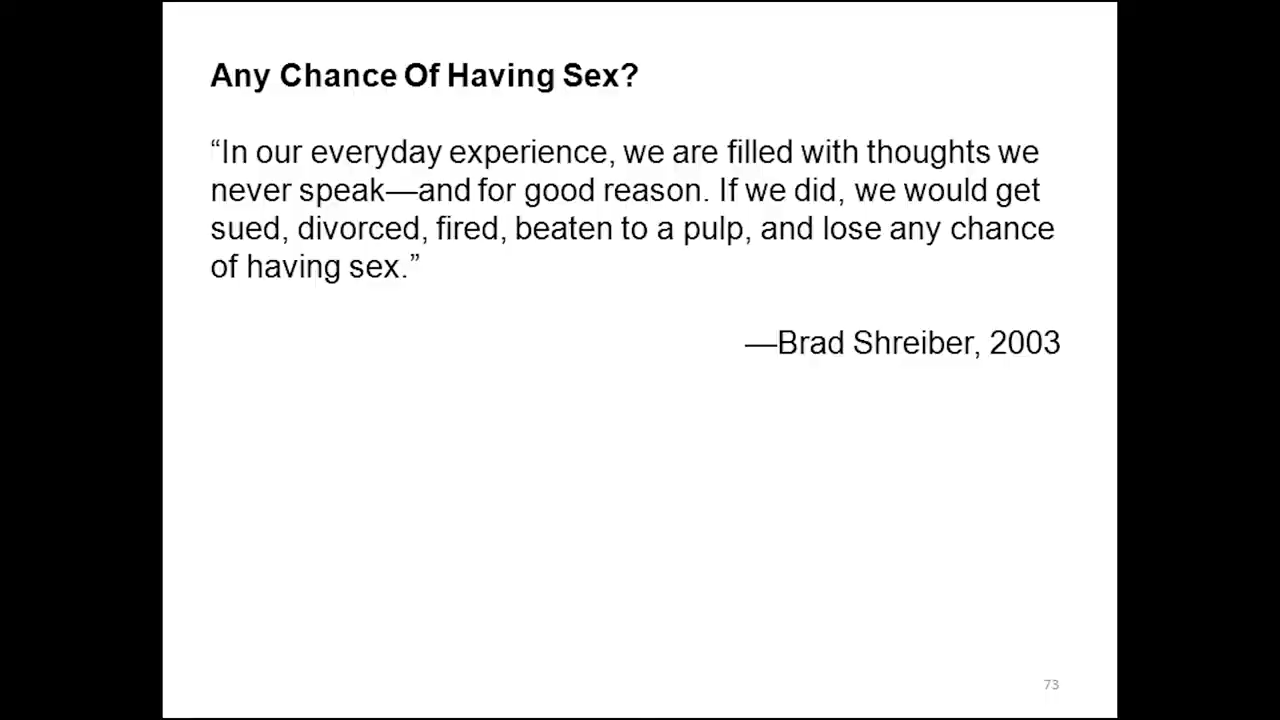 Any Chance Of Having Sex?
“In our everyday experience, we are filled with thoughts we
never speak—and for good reason. If we did, we would get
sued, divorced, fired, beaten to a pulp, and lose any chance
of having sex.”
—Brad Shreiber, 2003
73